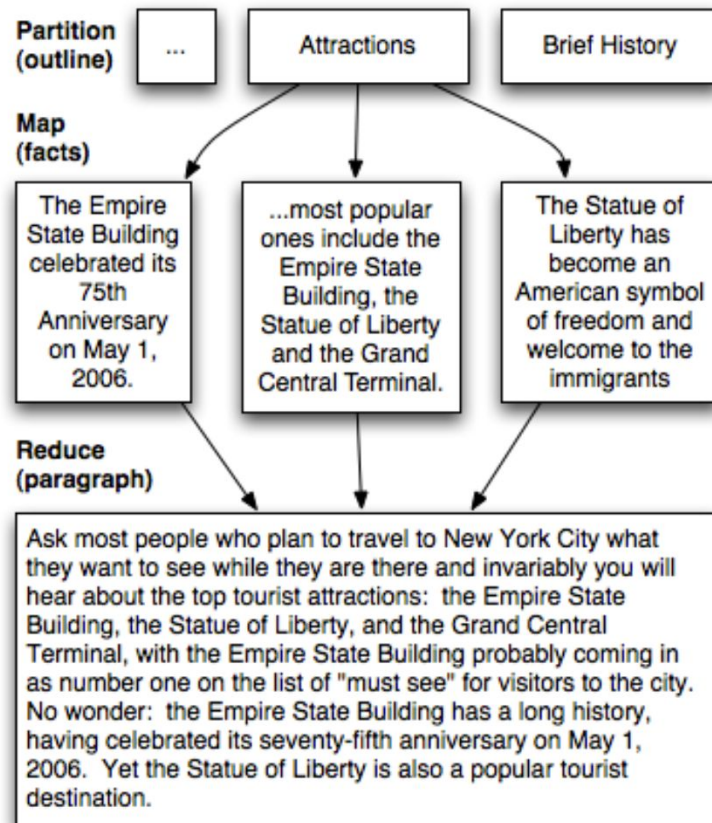 Partition
(outline)
...
Attractions
Brief History
Map
(facts)
The Empire
State Building
celebrated its
75th
Anniversary
on May 1,
2006.
...most popular
ones include the
Empire State
Building, the
Statue of Liberty
and the Grand
Central Terminal.
The Statue of
Liberty has
become an
American symbol
of freedom and
welcome to the
immigrants
Reduce
(paragraph)
Ask most people who plan to travel to New York City what
they want to see while they are there and invariably you will
hear about the top tourist attractions:  the Empire State
Building, the Statue of Liberty, and the Grand Central
Terminal, with the Empire State Building probably coming in
as number one on the list of "must see" for visitors to the city.
No wonder:  the Empire State Building has a long history,
having celebrated its seventy-fifth anniversary on May 1,
2006.  Yet the Statue of Liberty is also a popular tourist
destination.